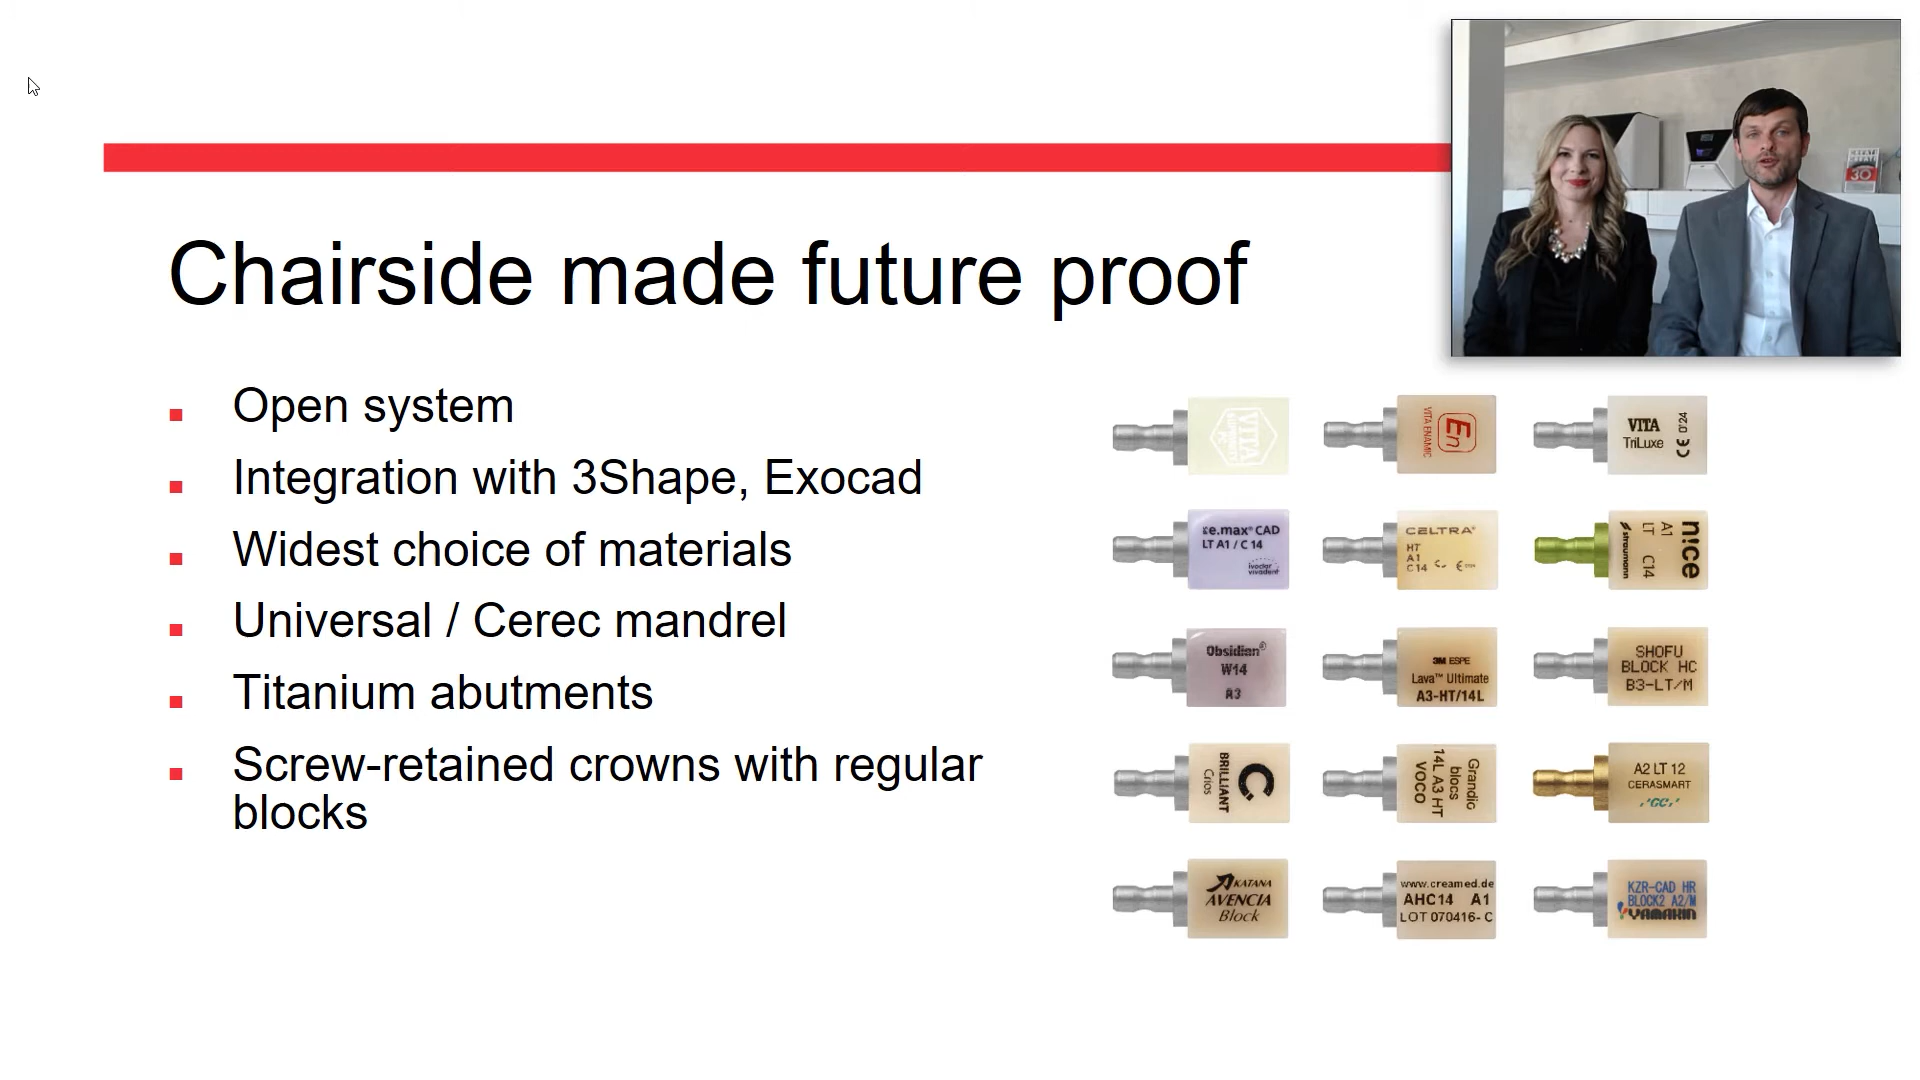 30
Chairside made future proof
Open system
Integration with 3Shape, Exocad
Widest choice of materials
Universal / Cerec mandrel
Titanium abutments
Screw-retained crowns with regular
blocks
VITA
En
VITA ENAMIC
VITA
TriLuxe
e.max® CAD
LT A1 / C 14
ivoclar
vivadent
CELTRA®
HT
A1
C14
n!ce
A1
LT C14
straumann
Obsidian®
W14
A3
3M ESPE
Lava™ Ultimate
A3-HT/14L
SHOFU
BLOCK HC
B3-LT/M
BRILLIANT
Crios
Grandio
blocs
14L A3 HT
VOCO
A2 LT 12
CERASMART
"GC"
KATANA
AVENCIA
Block
www.creamed.de
AHC14 A1
LOT 070416- C
KZR-CAD HR
BLOCK2 A2/M
YAMAKIN